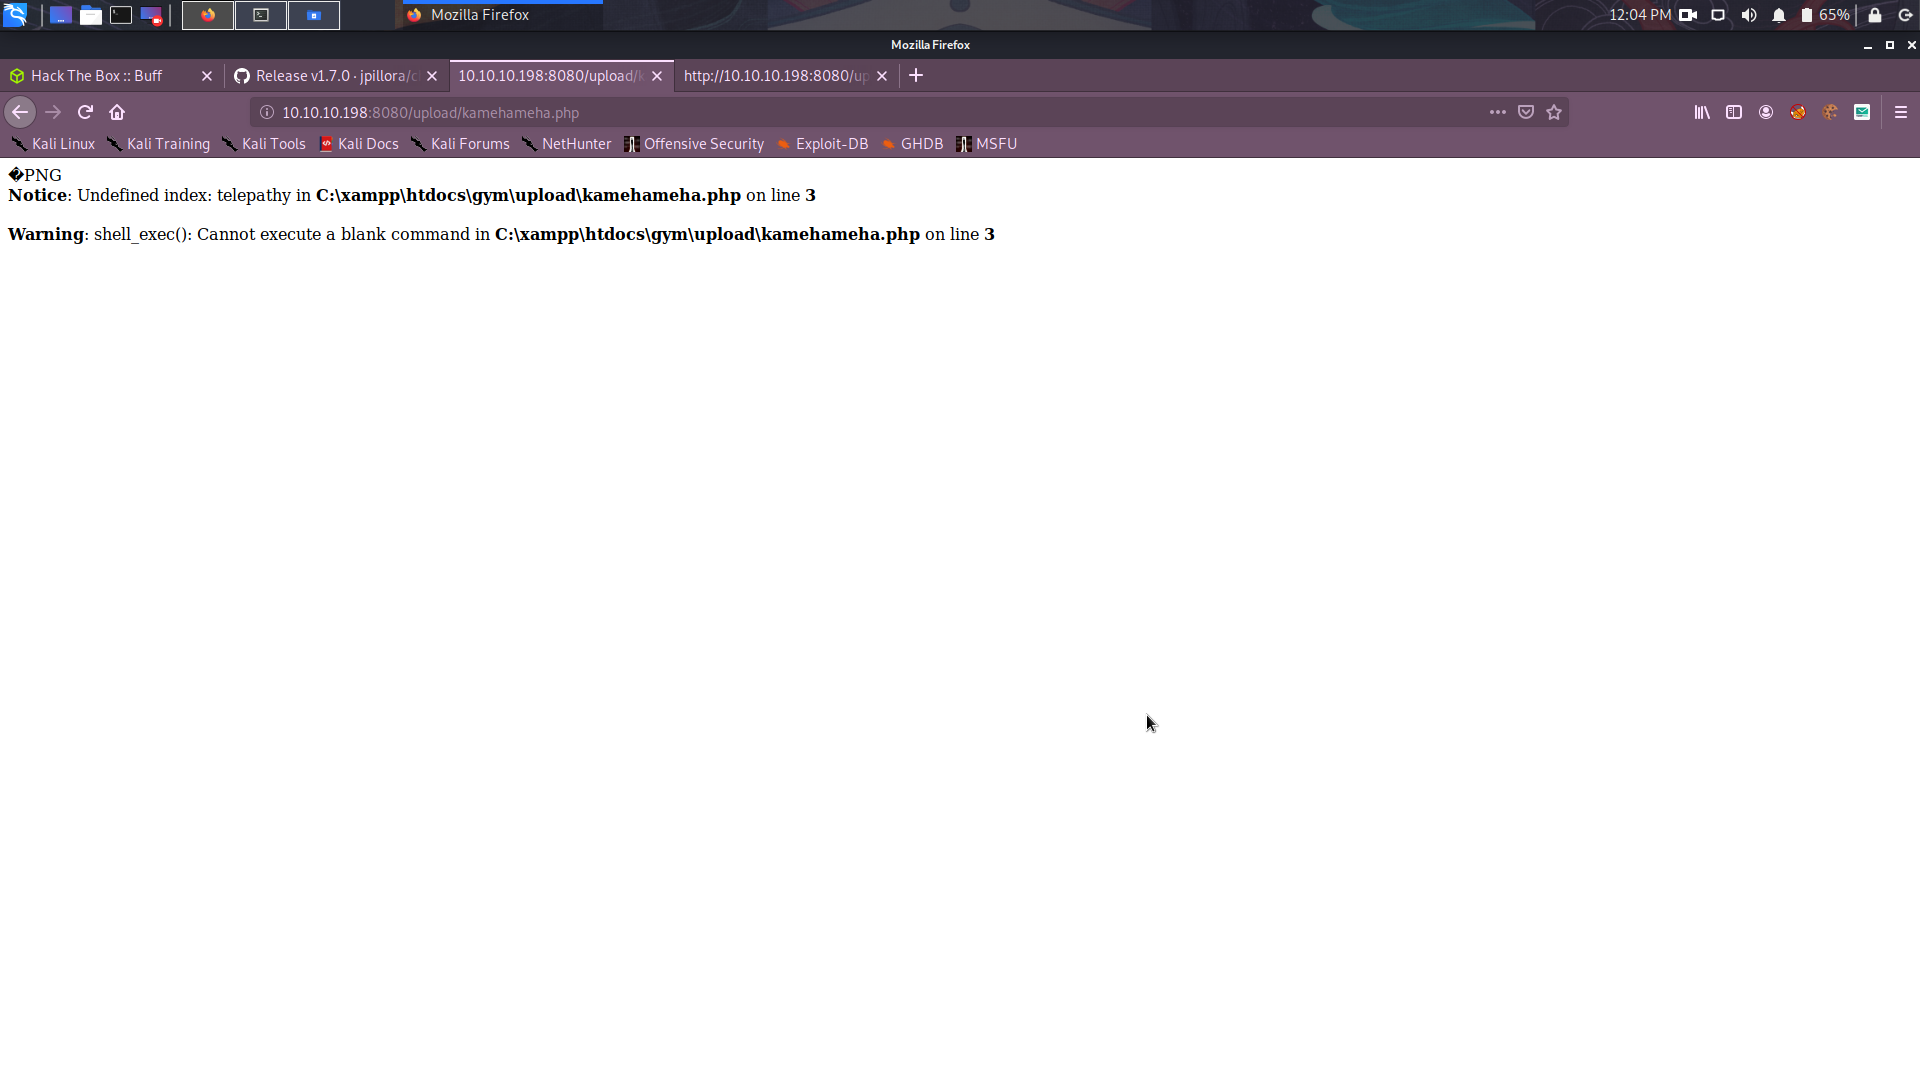 Mozilla Firefox
12:04 PM
65%
Mozilla Firefox
Hack The Box :: Buff
Release v1.7.0 · jpillora/c
10.10.10.198:8080/upload/k
http://10.10.10.198:8080/up
10.10.10.198:8080/upload/kamehameha.php
Kali Linux
Kali Training
Kali Tools
Kali Docs
Kali Forums
NetHunter
Offensive Security
Exploit-DB
GHDB
MSFU
�PNG
Notice: Undefined index: telepathy in C:\xampp\htdocs\gym\upload\kamehameha.php on line 3
Warning: shell_exec(): Cannot execute a blank command in C:\xampp\htdocs\gym\upload\kamehameha.php on line 3